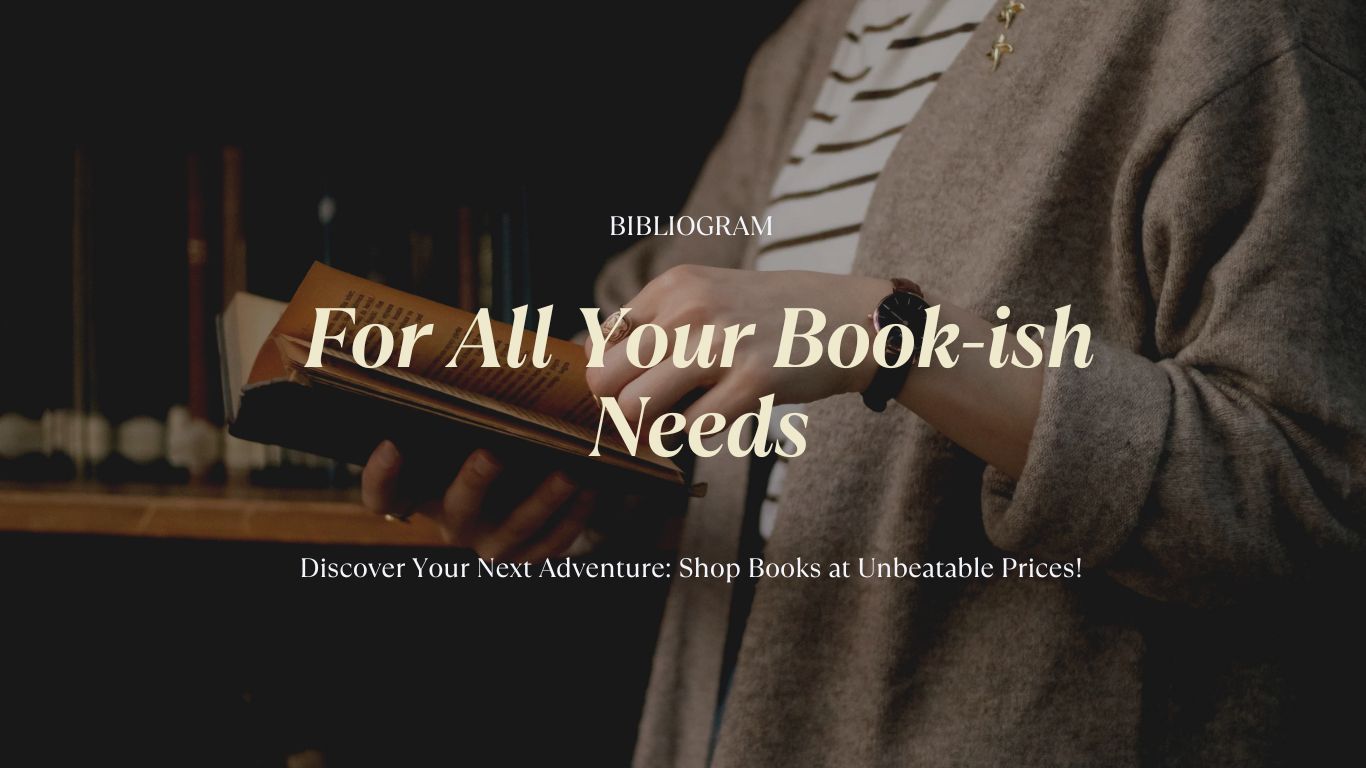 BIBLIOGRAM
For All Your Book-ish
Needs
Discover Your Next Adventure: Shop Books at Unbeatable Prices!